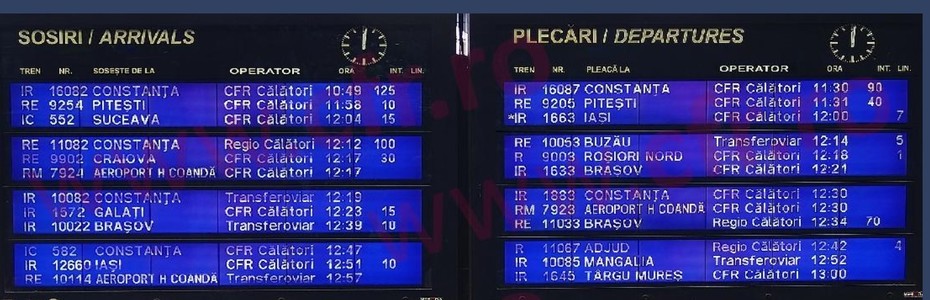 SOSIRI / ARRIVALS
TREN NR. SOSEȘTE DE LA OPERATOR ORA INT. LIN.
IR 16082 CONSTANȚA CFR Călători 10:49 125
RE 9254 PITEȘTI CFR Călători 11:58 10
IC 552 SUCEAVA CFR Călători 12:04 15
RE 11082 CONSTANȚA Regio Călători 12:12 100
RE 9902 CRAIOVA CFR Călători 12:17 30
RM 7924 AEROPORT H COANDĂ CFR Călători 12:17
IR 10082 CONSTANȚA Transferoviar 12:19
IR 1572 GALAȚI CFR Călători 12:23 15
IR 10022 BRAȘOV Transferoviar 12:39 10
IC 582 CONSTANȚA CFR Călători 12:47
IR 12660 IAȘI CFR Călători 12:51 10
RE 10114 AEROPORT H COANDĂ Transferoviar 12:57
PLECĂRI / DEPARTURES
TREN NR. PLEACĂ LA OPERATOR ORA INT. LIN.
IR 16087 CONSTANȚA CFR Călători 11:30 90
RE 9205 PITEȘTI CFR Călători 11:31 40
*IR 1663 IAȘI CFR Călători 12:00 7
RE 10053 BUZĂU Transferoviar 12:14 5
R 9003 ROȘIORI NORD CFR Călători 12:18 1
IR 1633 BRAȘOV CFR Călători 12:21
IR 1883 CONSTANȚA CFR Călători 12:30
RM 7923 AEROPORT H COANDĂ CFR Călători 12:30
RE 11033 BRAȘOV Regio Călători 12:34 70
R 11067 ADJUD Regio Călători 12:42 4
IR 10085 MANGALIA Transferoviar 12:52
IR 1645 TÂRGU MUREȘ CFR Călători 13:00